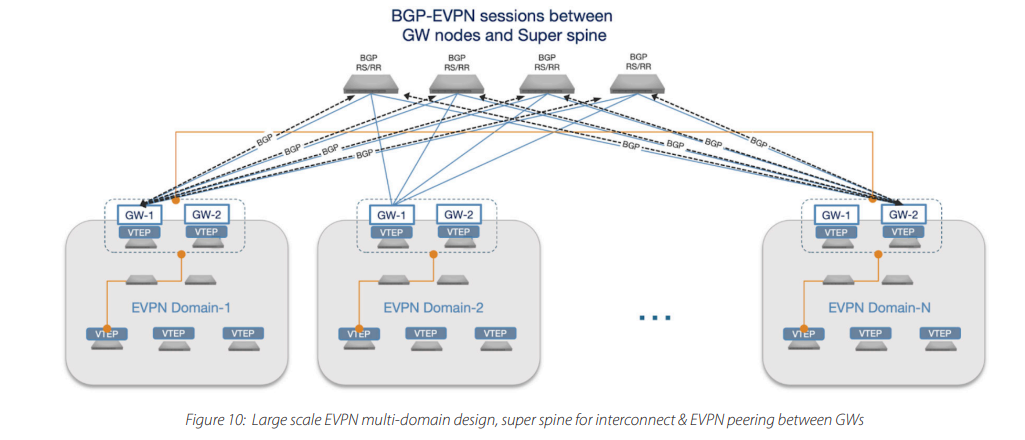 BGP-EVPN sessions between
GW nodes and Super spine
BGP
RS/RR
BGP
RS/RR
BGP
RS/RR
BGP
RS/RR
BGP
BGP
BGP
BGP
BGP
BGP
BGP
BGP
GW-1
GW-2
VTEP
VTEP
EVPN Domain-1
VTEP
VTEP
VTEP
GW-1
GW-2
VTEP
VTEP
EVPN Domain-2
VTEP
VTEP
VTEP
...
GW-1
GW-2
VTEP
VTEP
EVPN Domain-N
VTEP
VTEP
VTEP
Figure 10: Large scale EVPN multi-domain design, super spine for interconnect & EVPN peering between GWs